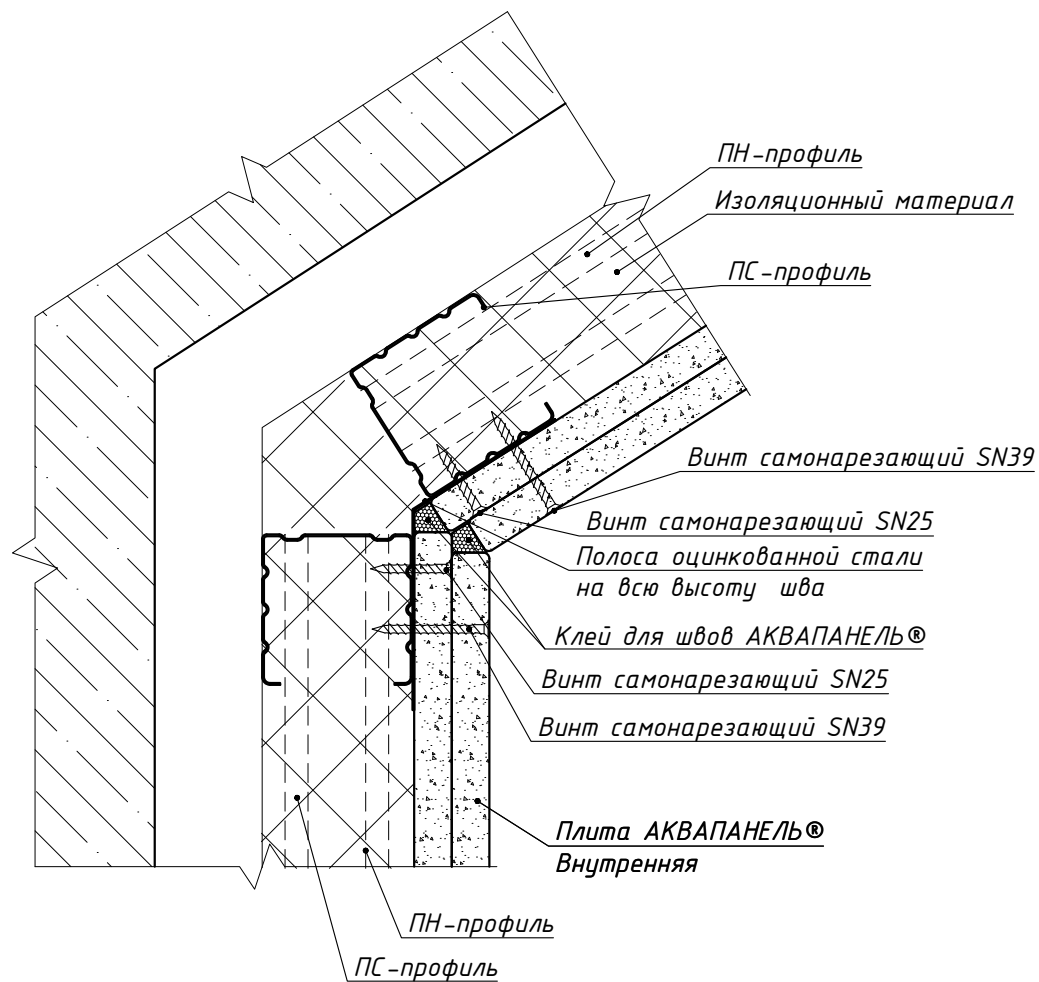 ПН-профиль
Изоляционный материал
ПС-профиль
Винт самонарезающий SN39
Винт самонарезающий SN25
Полоса оцинкованной стали
на всю высоту шва
Клей для швов АКВАПАНЕЛЬ®
Винт самонарезающий SN25
Винт самонарезающий SN39
Плита АКВАПАНЕЛЬ®
Внутренняя
ПН-профиль
ПС-профиль